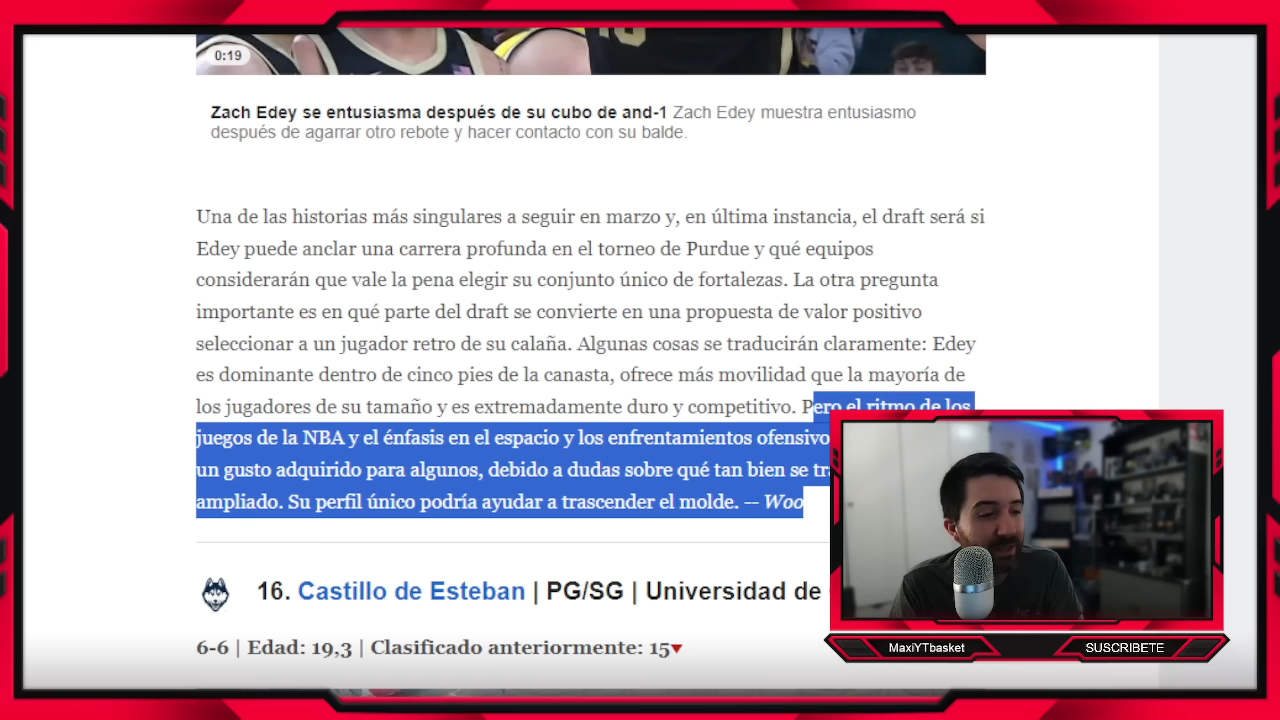 0:19
Zach Edey se entusiasma después de su cubo de and-1 Zach Edey muestra entusiasmo
después de agarrar otro rebote y hacer contacto con su balde.
Una de las historias más singulares a seguir en marzo y, en última instancia, el draft será si
Edey puede anclar una carrera profunda en el torneo de Purdue y qué equipos
considerarán que vale la pena elegir su conjunto único de fortalezas. La otra pregunta
importante es en qué parte del draft se convierte en una propuesta de valor positivo
seleccionar a un jugador retro de su calaña. Algunas cosas se traducirán claramente: Edey
es dominante dentro de cinco pies de la canasta, ofrece más movilidad que la mayoría de
los jugadores de su tamaño y es extremadamente duro y competitivo. Pero el ritmo de los
juegos de la NBA y el énfasis en el espacio y los enfrentamientos ofensivo
un gusto adquirido para algunos, debido a dudas sobre qué tan bien se tra
ampliado. Su perfil único podría ayudar a trascender el molde. -- Woo
16. Castillo de Esteban | PG/SG | Universidad de
6-6 | Edad: 19,3 | Clasificado anteriormente: 15▼
MaxiYTbasket
SUSCRIBETE